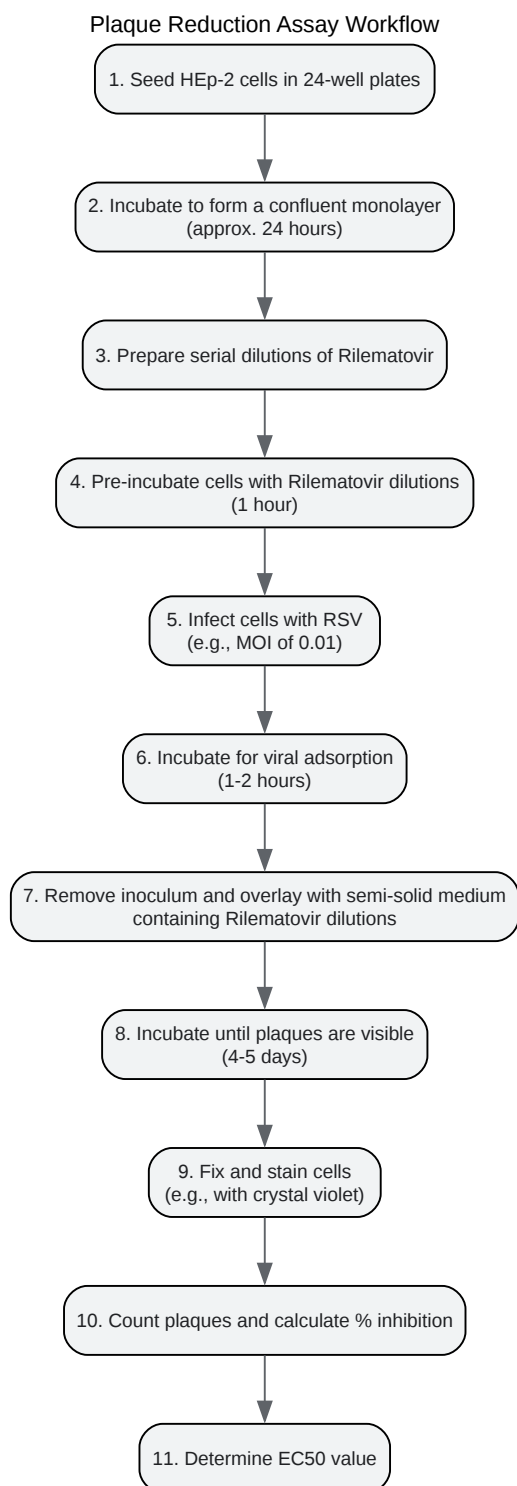 Plaque Reduction Assay Workflow
1. Seed HEp-2 cells in 24-well plates
2. Incubate to form a confluent monolayer
(approx. 24 hours)
3. Prepare serial dilutions of Rilematovir
4. Pre-incubate cells with Rilematovir dilutions
(1 hour)
5. Infect cells with RSV
(e.g., MOI of 0.01)
6. Incubate for viral adsorption
(1-2 hours)
7. Remove inoculum and overlay with semi-solid medium
containing Rilematovir dilutions
8. Incubate until plaques are visible
(4-5 days)
9. Fix and stain cells
(e.g., with crystal violet)
10. Count plaques and calculate % inhibition
11. Determine EC50 value